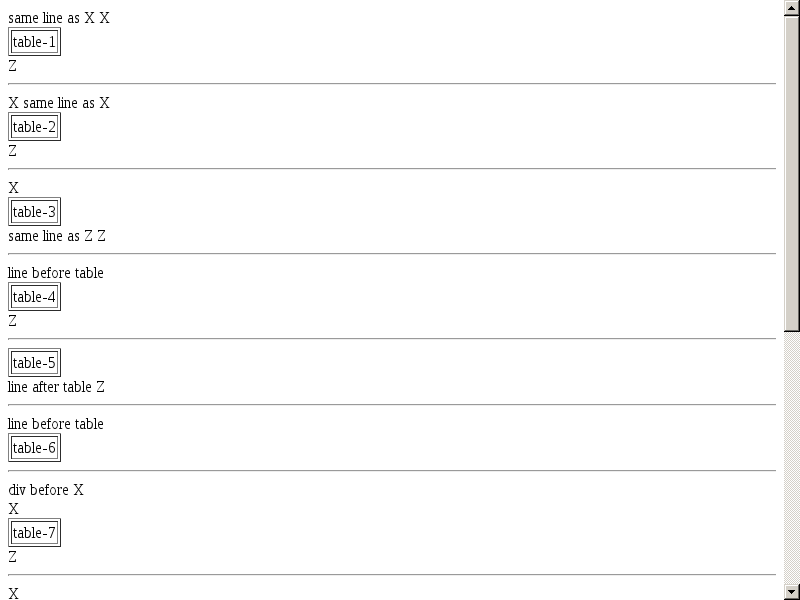 same line as X X
table-1
Z
X same line as X
table-2
Z
X
table-3
same line as Z Z
line before table
table-4
Z
table-5
line after table Z
line before table
table-6
div before X
X
table-7
Z
X